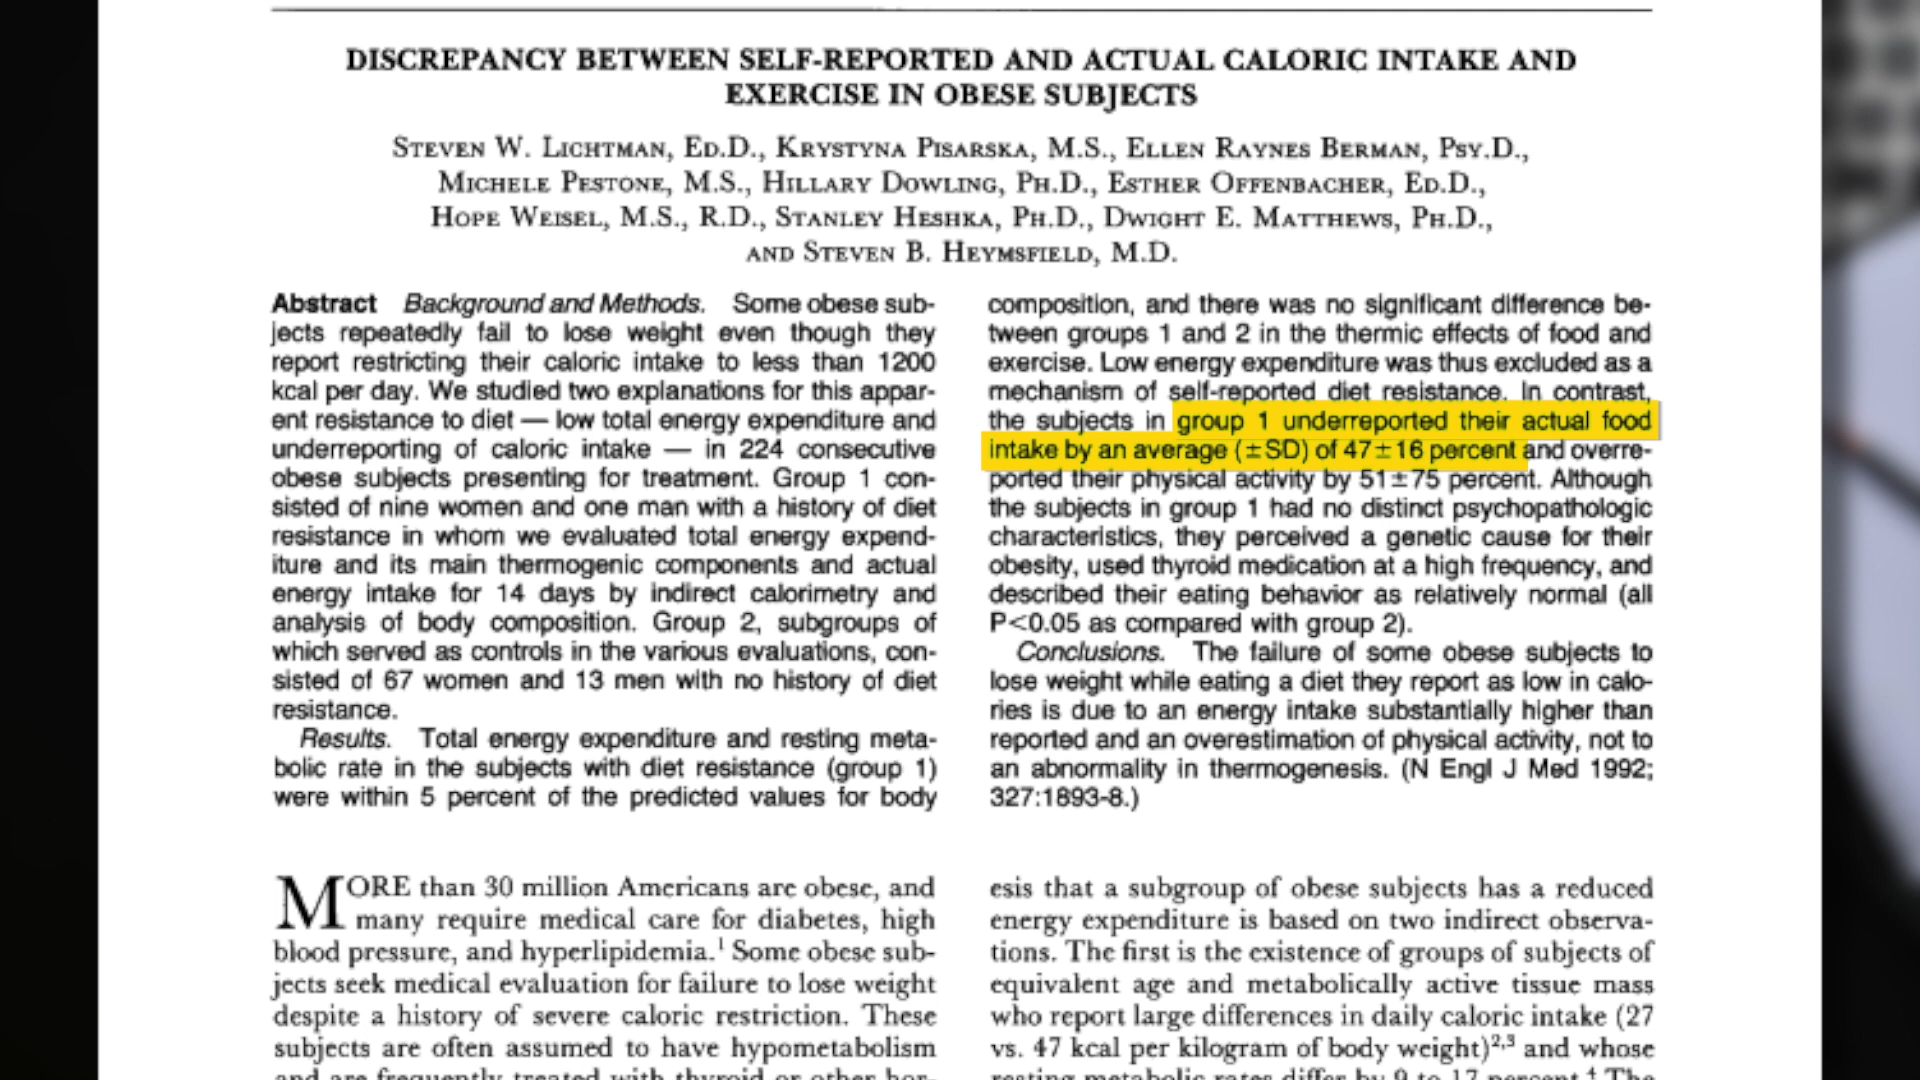 DISCREPANCY BETWEEN SELF-REPORTED AND ACTUAL CALORIC INTAKE AND
EXERCISE IN OBESE SUBJECTS
STEVEN W. LICHTMAN, ED.D., KRYSTYNA PISARSKA, M.S., ELLEN RAYNES BERMAN, PSY.D.,
MICHELE PESTONE, M.S., HILLARY DOWLING, PH.D., ESTHER OFFENBACHER, ED.D.,
HOPE WEISEL, M.S., R.D., STANLEY HESHKA, PH.D., DWIGHT E. MATTHEWS, PH.D.,
AND STEVEN B. HEYMSFIELD, M.D.
Abstract Background and Methods. Some obese sub-
jects repeatedly fail to lose weight even though they
report restricting their caloric intake to less than 1200
kcal per day. We studied two explanations for this appar-
ent resistance to diet — low total energy expenditure and
underreporting of caloric intake — in 224 consecutive
obese subjects presenting for treatment. Group 1 con-
sisted of nine women and one man with a history of diet
resistance in whom we evaluated total energy expend-
iture and its main thermogenic components and actual
energy intake for 14 days by indirect calorimetry and
analysis of body composition. Group 2, subgroups of
which served as controls in the various evaluations, con-
sisted of 67 women and 13 men with no history of diet
resistance.
Results. Total energy expenditure and resting meta-
bolic rate in the subjects with diet resistance (group 1)
were within 5 percent of the predicted values for body
composition, and there was no significant difference be-
tween groups 1 and 2 in the thermic effects of food and
exercise. Low energy expenditure was thus excluded as a
mechanism of self-reported diet resistance. In contrast,
the subjects in group 1 underreported their actual food
intake by an average (±SD) of 47±16 percent and overre-
ported their physical activity by 51±75 percent. Although
the subjects in group 1 had no distinct psychopathologic
characteristics, they perceived a genetic cause for their
obesity, used thyroid medication at a high frequency, and
described their eating behavior as relatively normal (all
P<0.05 as compared with group 2).
Conclusions. The failure of some obese subjects to
lose weight while eating a diet they report as low in calo-
ries is due to an energy intake substantially higher than
reported and an overestimation of physical activity, not to
an abnormality in thermogenesis. (N Engl J Med 1992;
327:1893-8.)
MORE than 30 million Americans are obese, and
many require medical care for diabetes, high
blood pressure, and hyperlipidemia.1 Some obese sub-
jects seek medical evaluation for failure to lose weight
despite a history of severe caloric restriction. These
subjects are often assumed to have hypometabolism
and are frequently treated with thyroid or other hor-
esis that a subgroup of obese subjects has a reduced
energy expenditure is based on two indirect observa-
tions. The first is the existence of groups of subjects of
equivalent age and metabolically active tissue mass
who report large differences in daily caloric intake (27
vs. 47 kcal per kilogram of body weight)2,3 and whose
resting metabolic rates differ by 9 to 17 percent.4 The